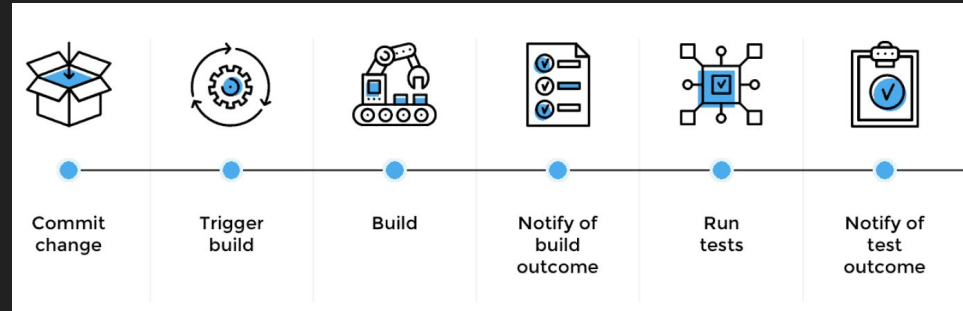 Commit
change
Trigger
build
Build
Notify of
build
outcome
Run
tests
Notify of
test
outcome